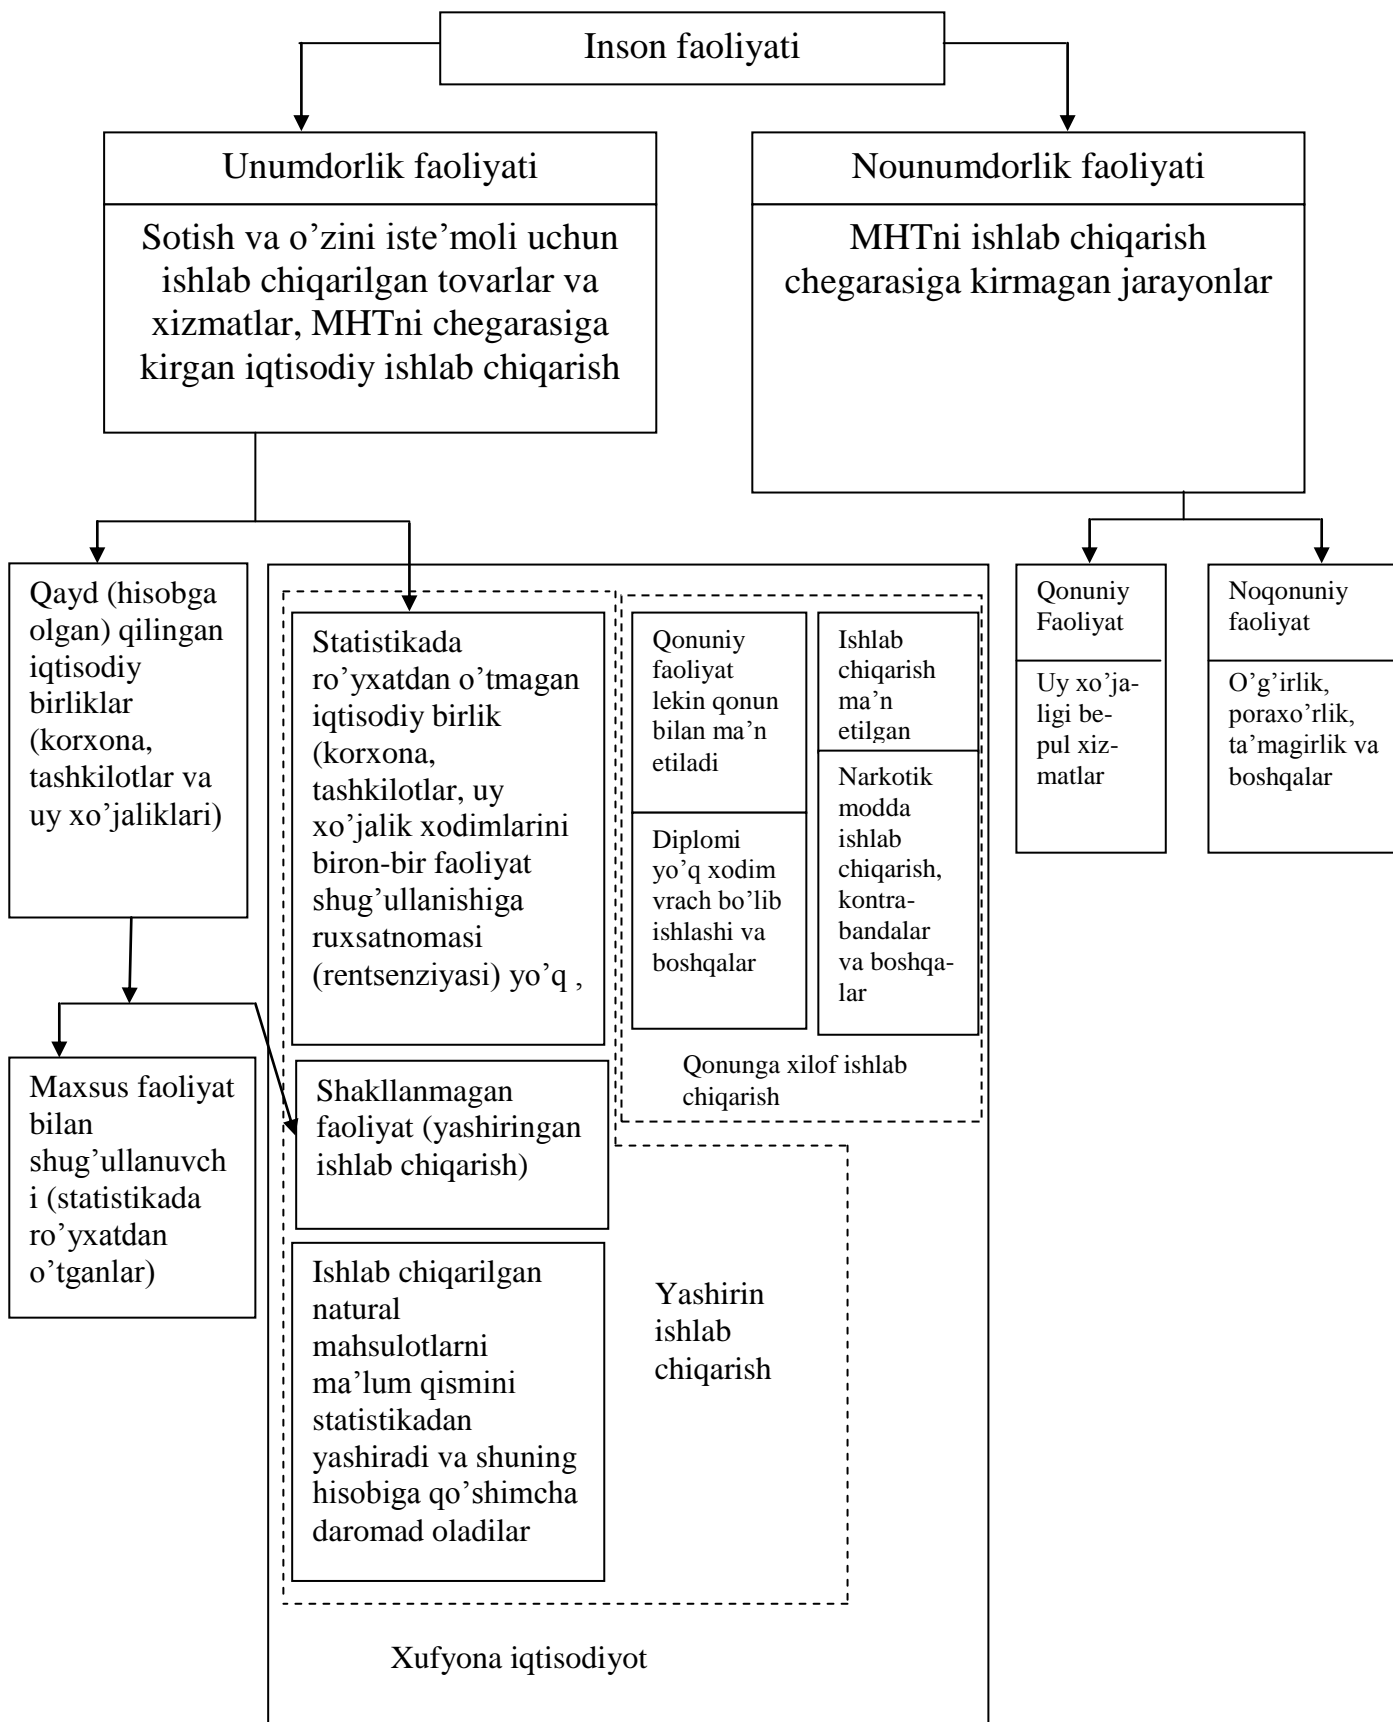 Inson faoliyati
Unumdorlik faoliyati
Sotish va o’zini iste’moli uchun
ishlab chiqarilgan tovarlar va
xizmatlar, MHTni chegarasiga
kirgan iqtisodiy ishlab chiqarish
Nounumdorlik faoliyati
MHTni ishlab chiqarish
chegarasiga kirmagan jarayonlar
Qayd (hisobga
olgan) qilingan
iqtisodiy
birliklar
(korxona,
tashkilotlar va
uy xo’jaliklari)
Statistikada
ro’yxatdan o’tmagan
iqtisodiy birlik
(korxona,
tashkilotlar, uy
xo’jalik xodimlarini
biron-bir faoliyat
shug’ullanishiga
ruxsatnomasi
(rentsenziyasi) yo’q ,
Qonuniy
faoliyat
lekin qonun
bilan ma’n
etiladi
Diplomi
yo’q xodim
vrach bo’lib
ishlashi va
boshqalar
Ishlab
chiqarish
ma’n
etilgan
Narkotik
modda
ishlab
chiqarish,
kontra-
bandalar
va boshqa-
lar
Qonunga xilof ishlab
chiqarish
Qonuniy
Faoliyat
Uy xo’ja-
ligi be-
pul xiz-
matlar
Noqonuniy
faoliyat
O’g’irlik,
poraxo’rlik,
ta’magirlik va
boshqalar
Maxsus faoliyat
bilan
shug’ullanuvch
i (statistikada
ro’yxatdan
o’tganlar)
Shakllanmagan
faoliyat (yashiringan
ishlab chiqarish)
Ishlab chiqarilgan
natural
mahsulotlarni
ma’lum qismini
statistikadan
yashiradi va shuning
hisobiga qo’shimcha
daromad oladilar
Yashirin
ishlab
chiqarish
Xufyona iqtisodiyot